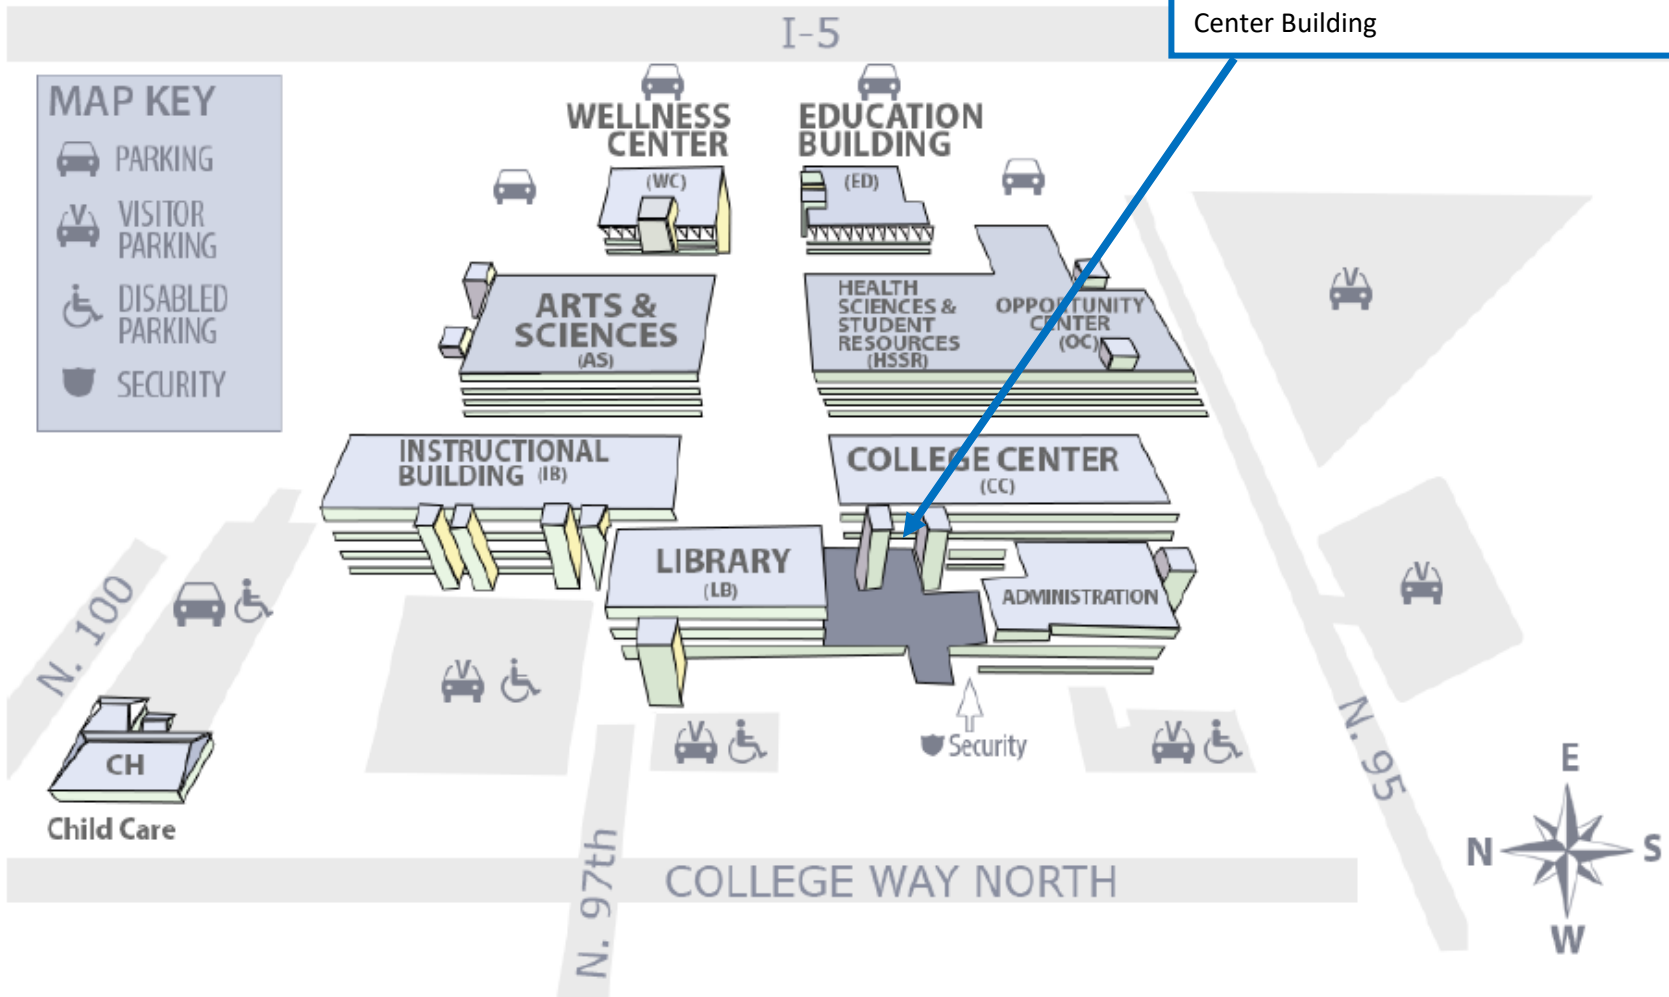 Center Building
I-5
MAP KEY
PARKING
VISITOR
PARKING
DISABLED
PARKING
SECURITY
WELLNESS
CENTER
(WC)
EDUCATION
BUILDING
(ED)
ARTS &
SCIENCES
(AS)
HEALTH
SCIENCES &
STUDENT
RESOURCES
(HSSR)
OPPORTUNITY
CENTER
(OC)
V
INSTRUCTIONAL
BUILDING (IB)
COLLEGE CENTER
(CC)
LIBRARY
(LB)
ADMINISTRATION
V
N. 100
V
V
Security
V
N. 95
CH
Child Care
N. 97th
COLLEGE WAY NORTH
E
N
S
W